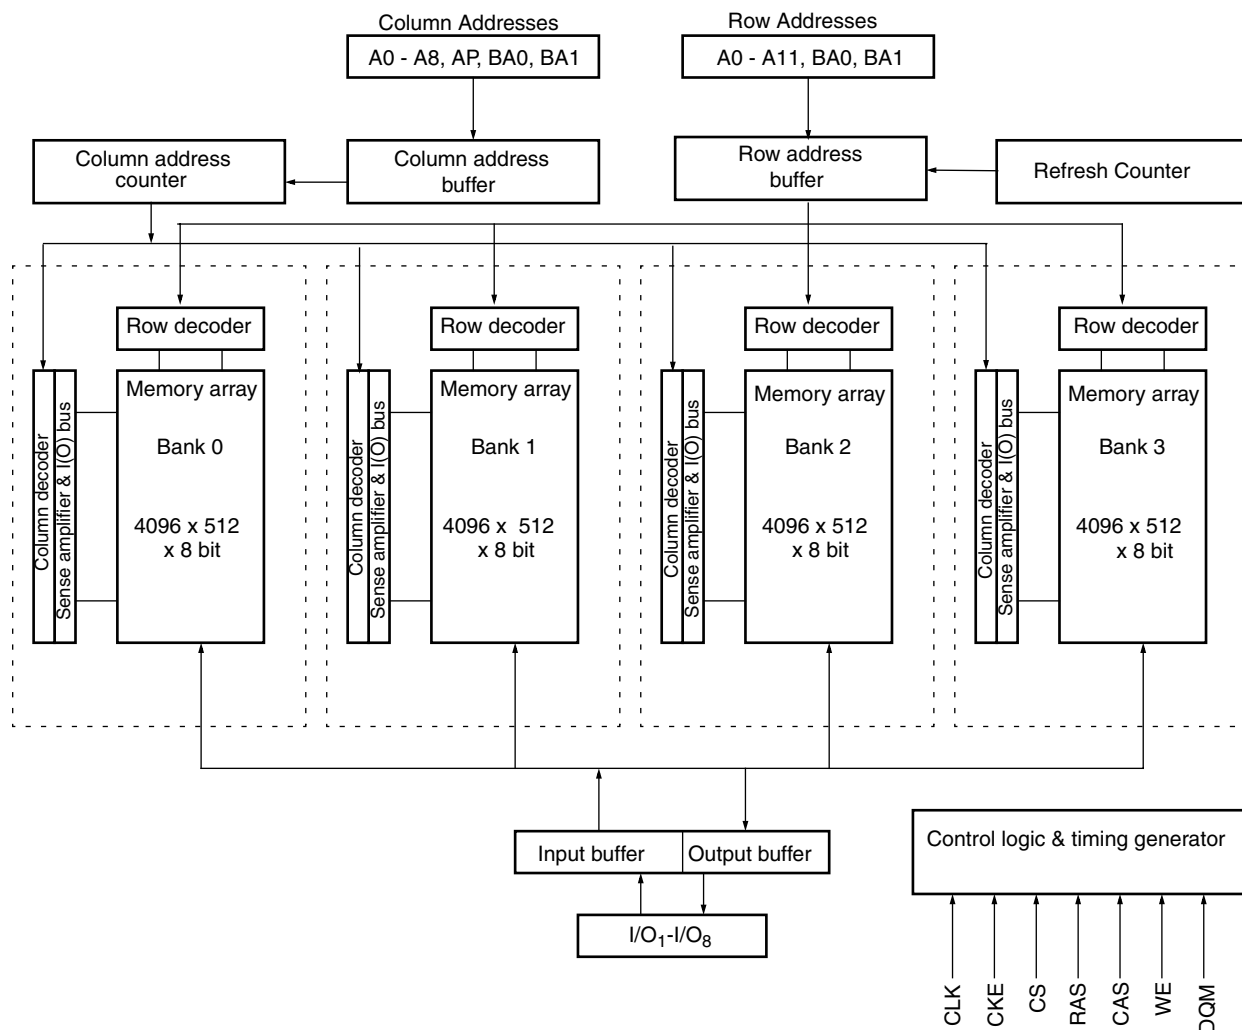 Column Addresses
Row Addresses
A0 - A8, AP, BA0, BA1
A0 - A11, BA0, BA1
Column address
counter
Column address
buffer
Row address
buffer
Refresh Counter
Row decoder
Row decoder
Row decoder
Row decoder
Column decoder
Sense amplifier & I(O) bus
Memory array
Bank 0
4096 x 512
x 8 bit
Column decoder
Sense amplifier & I(O) bus
Memory array
Bank 1
4096 x 512
x 8 bit
Column decoder
Sense amplifier & I(O) bus
Memory array
Bank 2
4096 x 512
x 8 bit
Column decoder
Sense amplifier & I(O) bus
Memory array
Bank 3
4096 x 512
x 8 bit
Input buffer
Output buffer
I/O1-I/O8
Control logic & timing generator
CLK
CKE
CS
RAS
CAS
WE
DQM